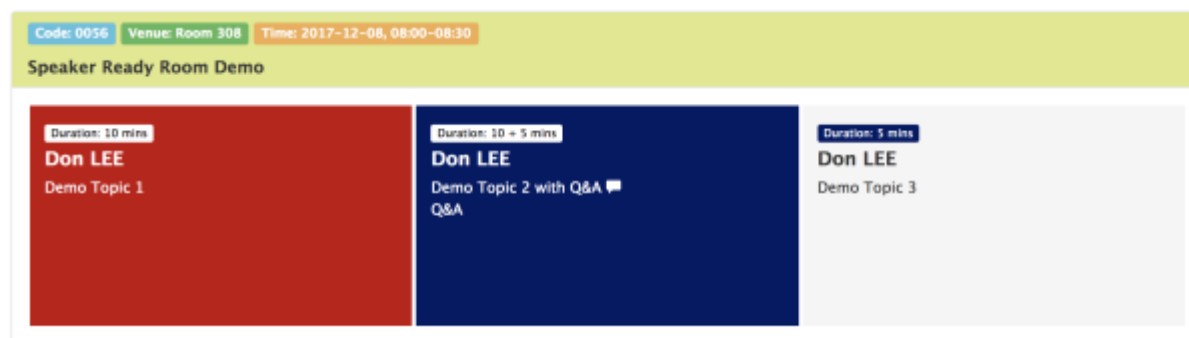 Code: 0056 Venue: Room 308 Time: 2017-12-08, 08:00-08:30
Speaker Ready Room Demo
Duration: 10 mins
Don LEE
Demo Topic 1
Duration: 10 + 5 mins
Don LEE
Demo Topic 2 with Q&A
Q&A
Duration: 5 mins
Don LEE
Demo Topic 3